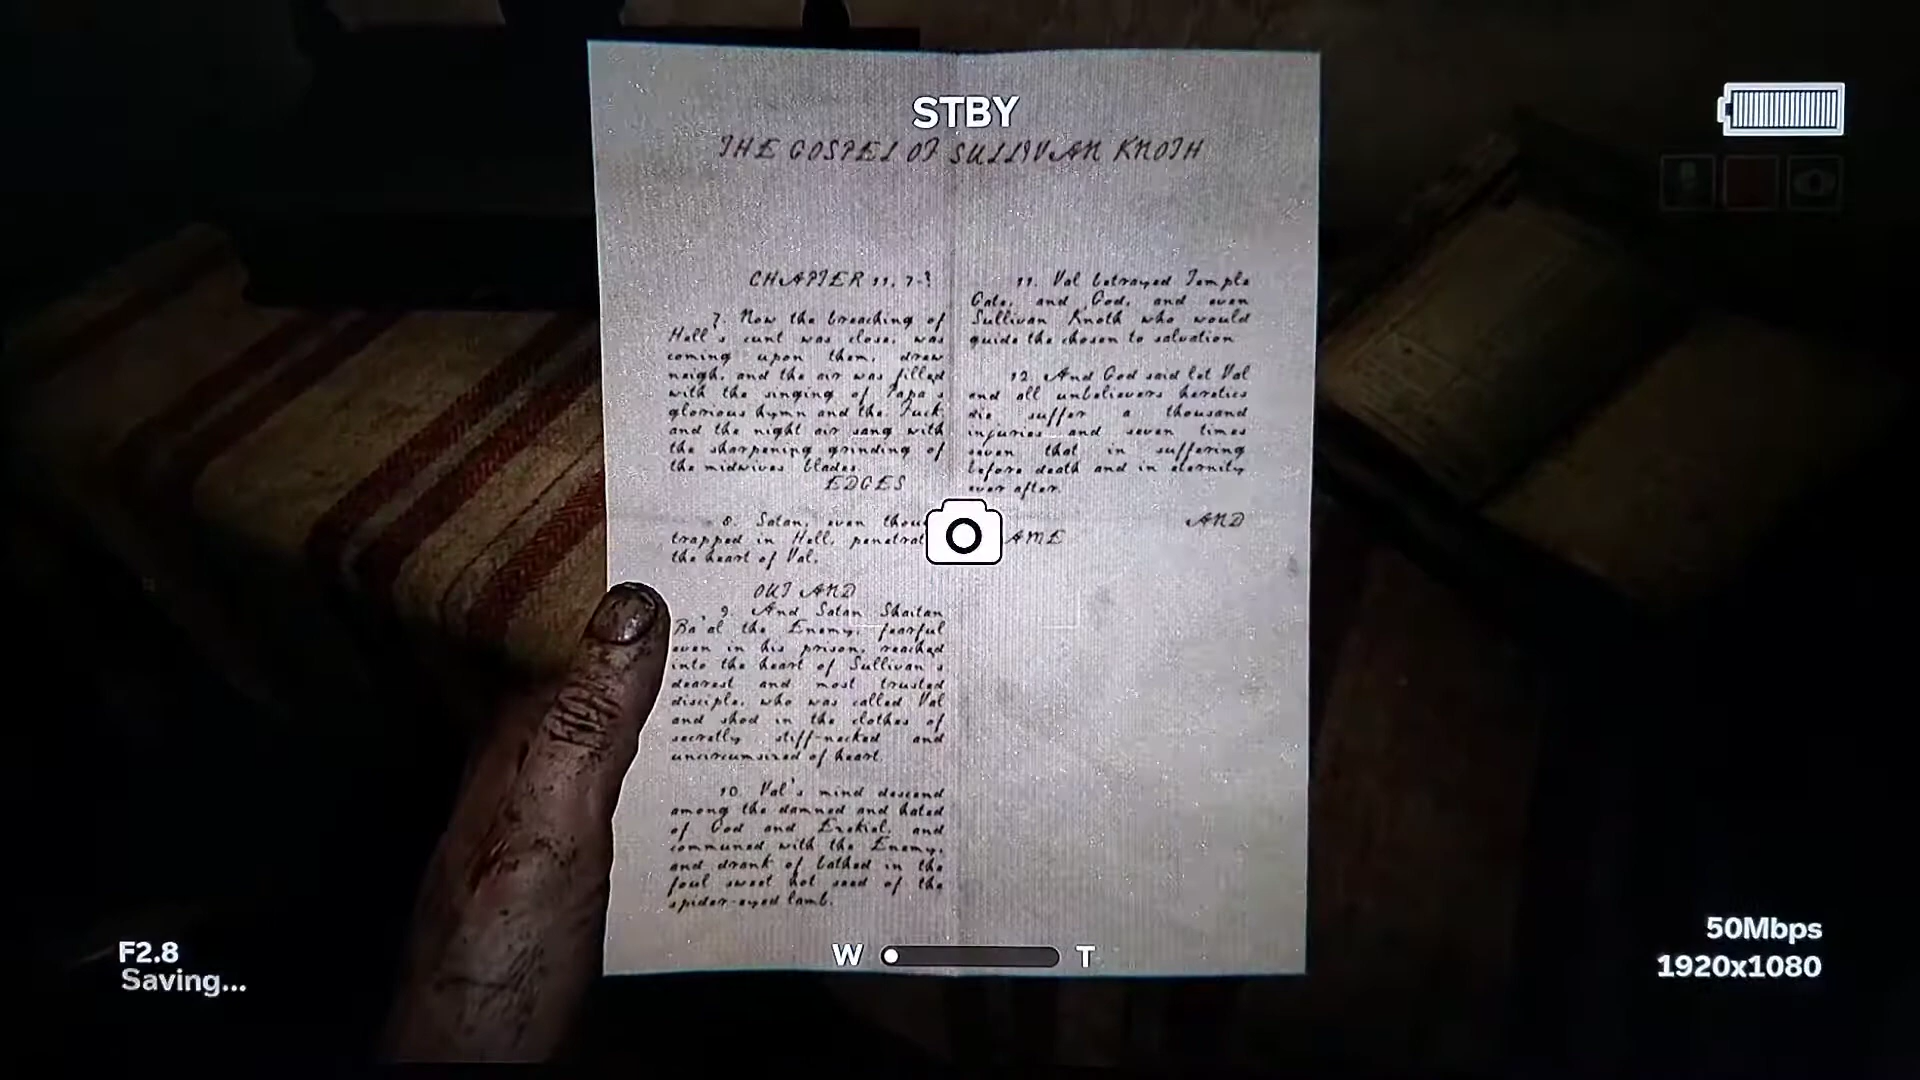 STBY
THE GOSPEL OF SULLIVAN KNOTH
CHAPTER 11, 7-?
7. Now the breaching of
Hell's cunt was close, was
coming upon them, drew
neigh, and the air was filled
with the singing of Papa's
glorious hymn and the Fuck
and the night air sang with
the sharpening grinding of
the midwives blades.
EDGES
8. Satan, even thou
trapped in Hell, penetrat
the heart of Val.
OUT AND
9. And Satan Shaitan
Ba'al the Enemy, fearful
even in his prison, reached
into the heart of Sullivan's
dearest and most trusted
disciple, who was called Val
and shod in the clothes of
secretly stiff-necked and
uncircumsized of heart.
10. Val's mind descend
among the damned and hated
of God and Ezekiel, and
communed with the Enemy,
and drank of bathed in the
foul sweet hot seed of the
spider-eyed lamb.
11. Val betrayed Temple
Gate, and God, and even
Sullivan Knoth who would
guide the chosen to salvation
12. And God said let Val
and all unbelievers heretics
die suffer a thousand
injuries and seven times
seven that in suffering
before death and in eternity
ever after.
AND
AME
F2.8
Saving...
W T
50Mbps
1920x1080